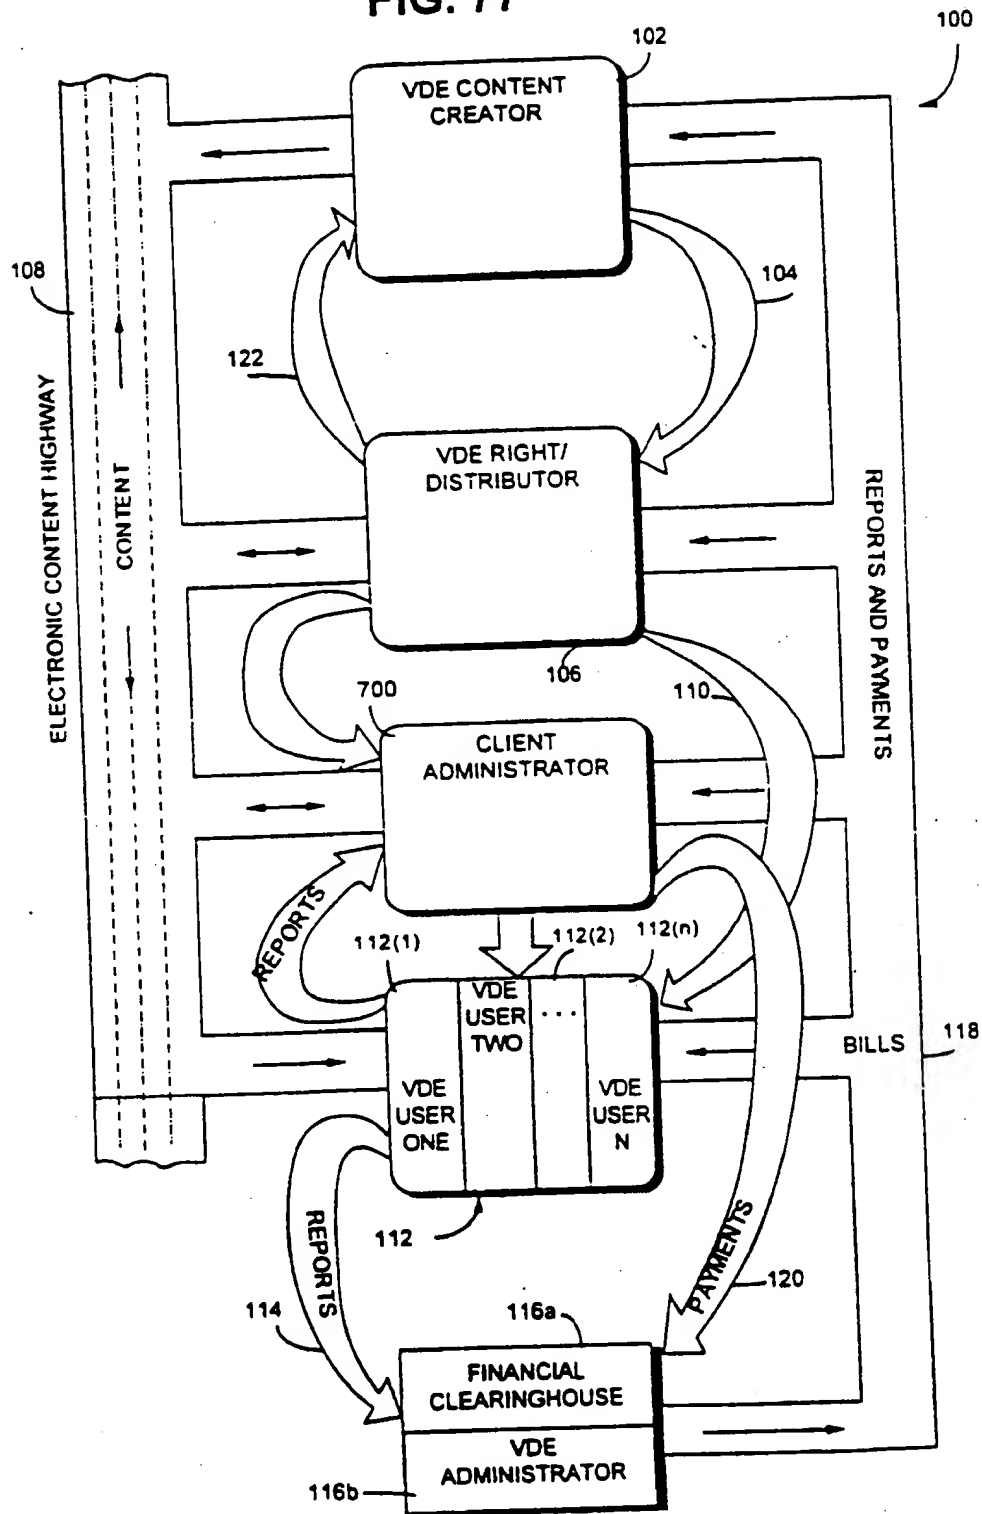 FIG. 77
100
102
VDE CONTENT
CREATOR
108
104
122
ELECTRONIC CONTENT HIGHWAY
CONTENT
VDE RIGHT/
DISTRIBUTOR
REPORTS AND PAYMENTS
106
700
110
CLIENT
ADMINISTRATOR
REPORTS
112(1)
112(2)
112(n)
VDE
USER
TWO
...
BILLS
118
VDE
USER
ONE
VDE
USER
N
112
REPORTS
PAYMENTS
120
114
116a
FINANCIAL
CLEARINGHOUSE
VDE
ADMINISTRATOR
116b